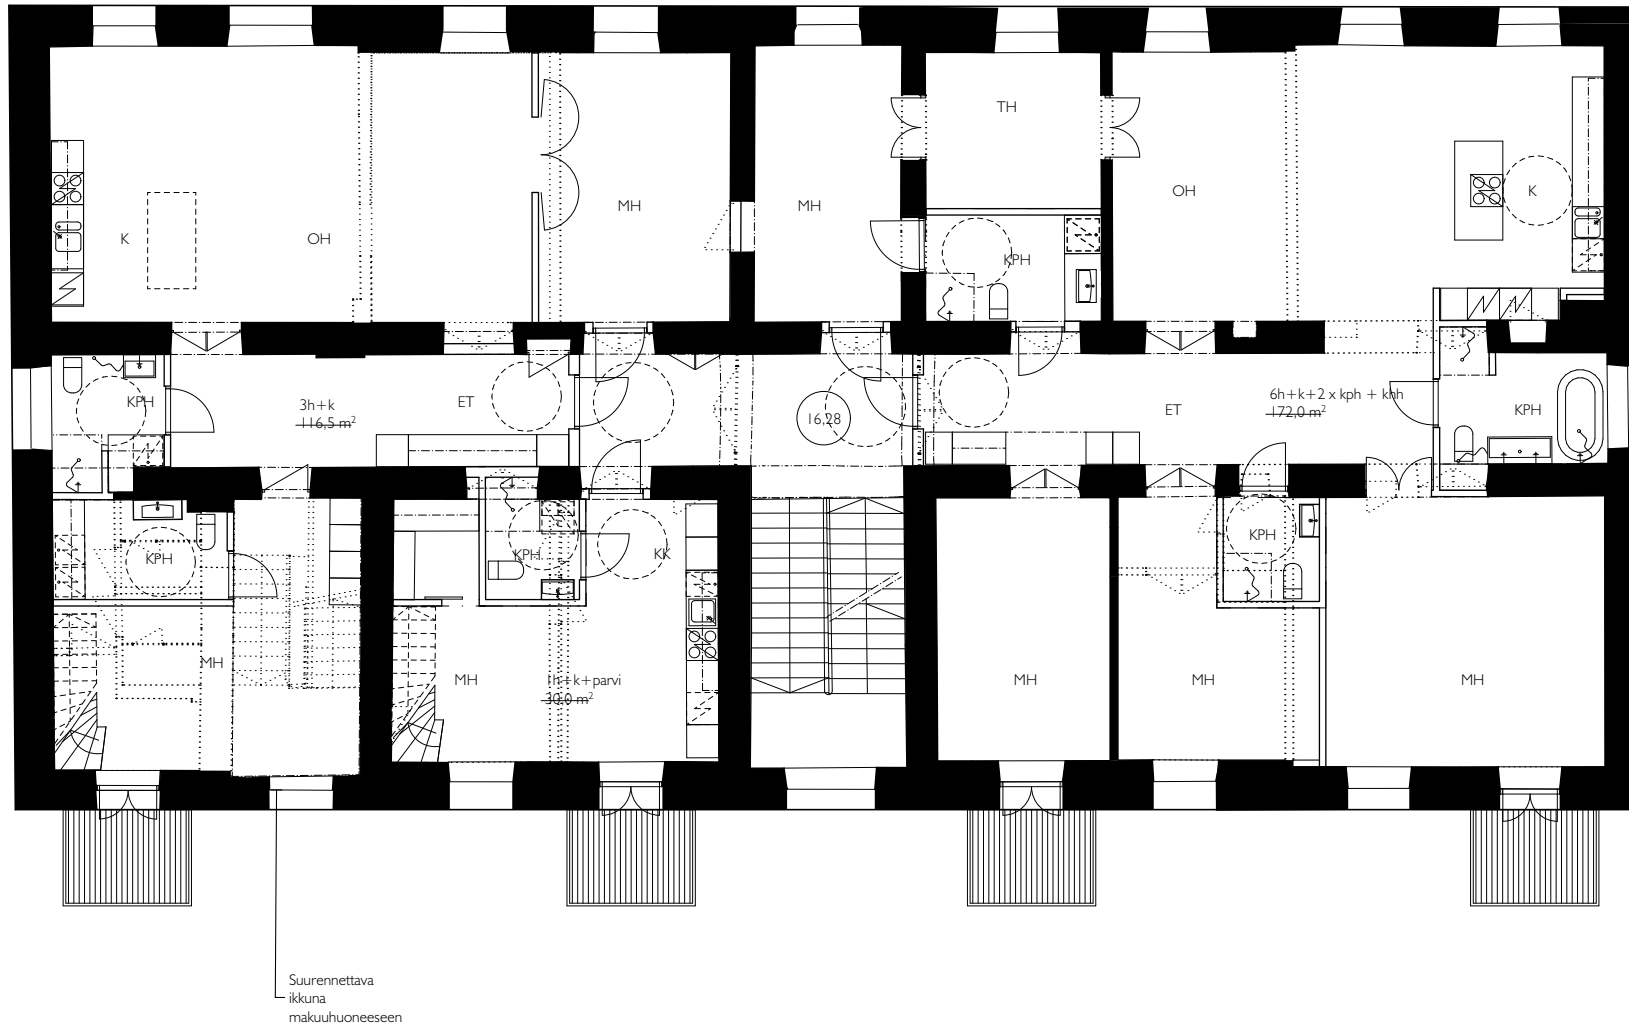 TH
MH
MH
OH
K
K
OH
KPH
3h+k
116,5 m²
ET
KPH
16,28
6h+k+2 x kph + khh
172,0 m²
ET
KPH
KPH
KPH
KK
KPH
MH
MH
1h+k+parvi
30,0 m²
MH
MH
MH
Suurennettava
ikkuna
makuuhuoneeseen